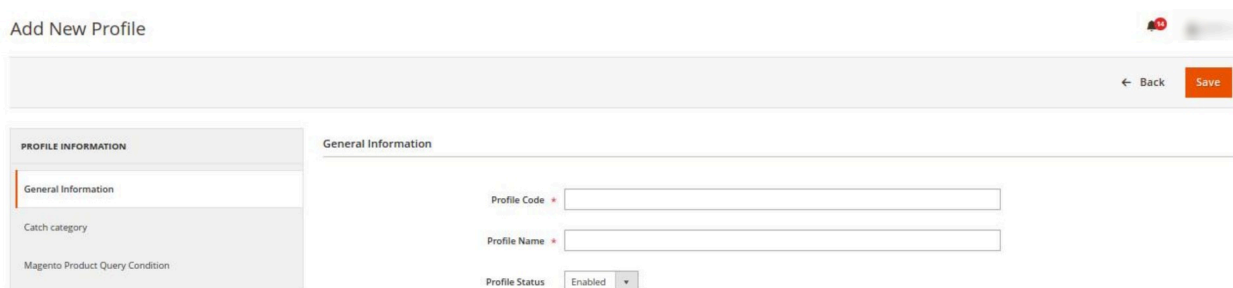 Add New Profile
14
← Back
Save
PROFILE INFORMATION
General Information
Catch category
Magento Product Query Condition
General Information
Profile Code *
Profile Name *
Profile Status Enabled